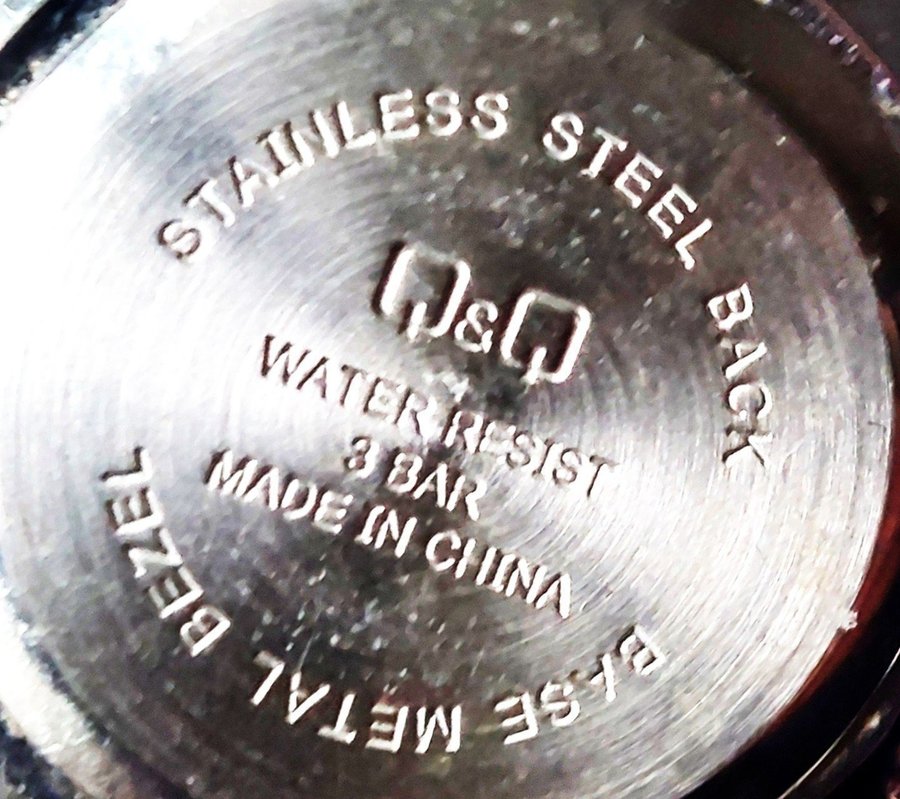 STAINLESS STEEL BACK
Q&Q
WATER RESIST
3 BAR
MADE IN CHINA
BASE METAL BEZEL